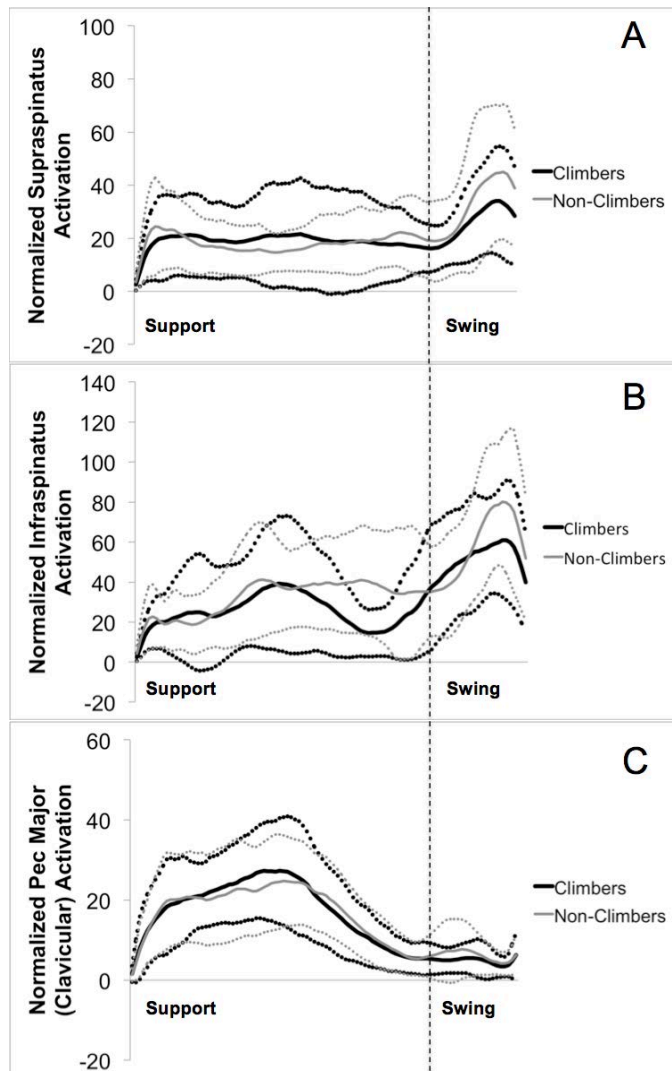 A
Normalized Supraspinatus
Activation
100
80
60
40
20
0
-20
Support
Swing
Climbers
Non-Climbers
B
Normalized Infraspinatus
Activation
140
120
100
80
60
40
20
0
-20
Support
Swing
Climbers
Non-Climbers
C
Normalized Pec Major
(Clavicular) Activation
60
40
20
0
-20
Support
Swing
Climbers
Non-Climbers